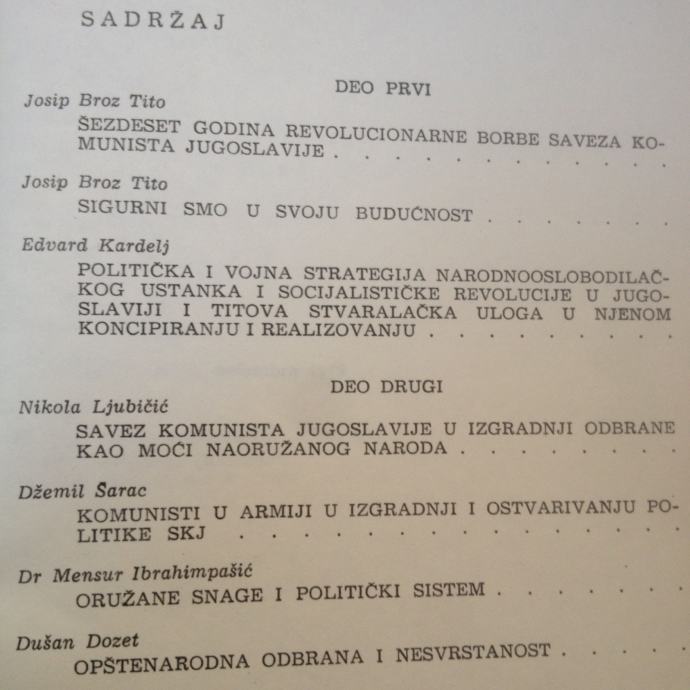 SADRŽAJ
DEO PRVI
Josip Broz Tito
ŠEZDESET GODINA REVOLUCIONARNE BORBE SAVEZA KO-
MUNISTA JUGOSLAVIJE . . . . . . . . . . . .
Josip Broz Tito
SIGURNI SMO U SVOJU BUDUĆNOST . . . . . . .
Edvard Kardelj
POLITIČKA I VOJNA STRATEGIJA NARODNOOSLOBODILAČ-
KOG USTANKA I SOCIJALISTIČKE REVOLUCIJE U JUGO-
SLAVIJI I TITOVA STVARALAČKA ULOGA U NJENOM
KONCIPIRANJU I REALIZOVANJU . . . . . . . . .
DEO DRUGI
Nikola Ljubičić
SAVEZ KOMUNISTA JUGOSLAVIJE U IZGRADNJI ODBRANE
KAO MOĆI NAORUŽANOG NARODA . . . . . . . .
Džemil Šarac
KOMUNISTI U ARMIJI U IZGRADNJI I OSTVARIVANJU PO-
LITIKE SKJ . . . . . . . . . . . . . .
Dr Mensur Ibrahimpašić
ORUŽANE SNAGE I POLITIČKI SISTEM . . . . . . .
Dušan Dozet
OPŠTENARODNA ODBRANA I NESVRSTANOST . . . . .